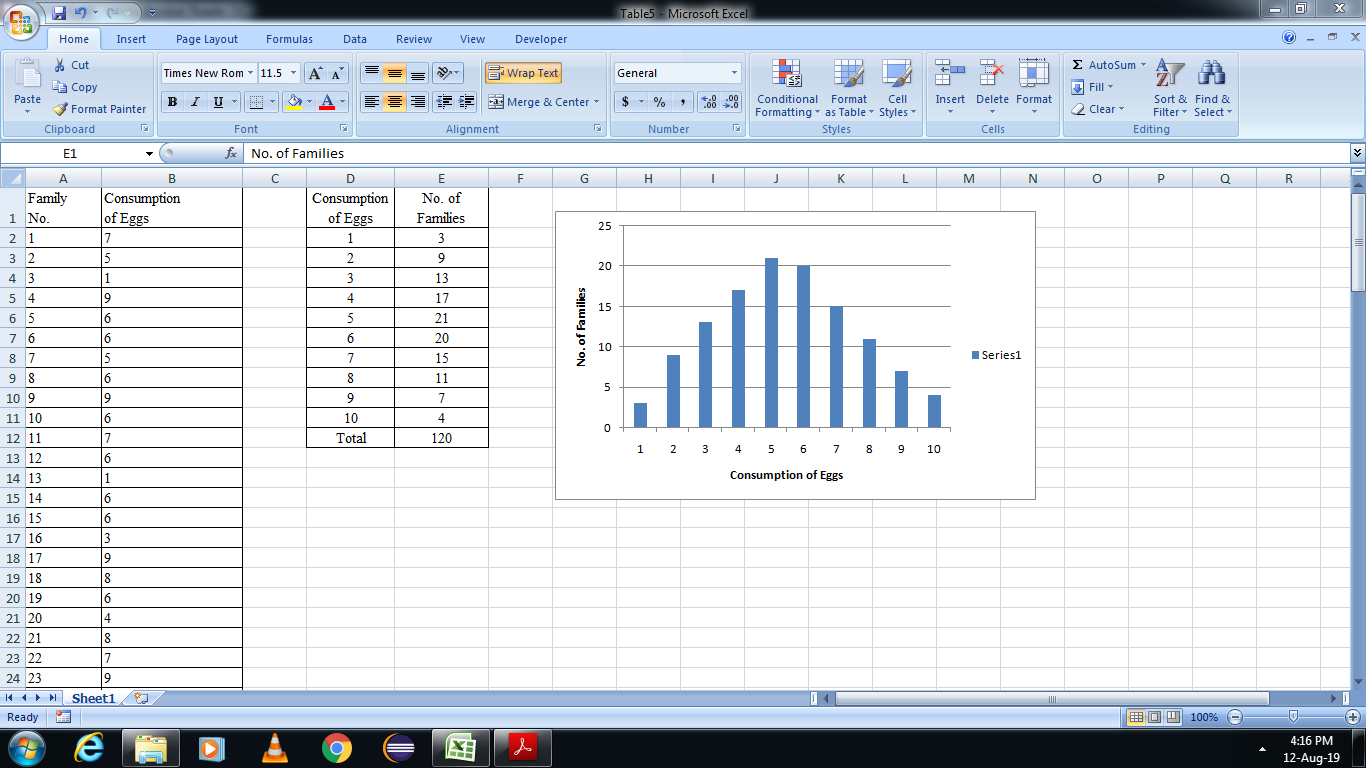 Table5 - Microsoft Excel
Home Insert Page Layout Formulas Data Review View Developer
Paste
Cut
Copy
Format Painter
Clipboard
Times New Rom 11.5
B I U
Font
Wrap Text
Merge & Center
Alignment
General
$ % ,
Number
Conditional Formatting
Format as Table
Cell Styles
Styles
Insert Delete Format
Cells
Σ AutoSum
Fill
Clear
Sort & Filter
Find & Select
Editing
E1 fx No. of Families
A B C D E F G H I J K L M N O P Q R
1 Family No. Consumption of Eggs Consumption of Eggs No. of Families
2 1 7 1 3
3 2 5 2 9
4 3 1 3 13
5 4 9 4 17
6 5 6 5 21
7 6 6 6 20
8 7 5 7 15
9 8 6 8 11
10 9 9 9 7
11 10 6 10 4
12 11 7 Total 120
13 12 6
14 13 1
15 14 6
16 15 6
17 16 3
18 17 9
19 18 8
20 19 6
21 20 4
22 21 8
23 22 7
24 23 9
25
20
15
10
5
0
No. of Families
1 2 3 4 5 6 7 8 9 10
Consumption of Eggs
Series1
Sheet1
Ready 100%
4:16 PM
12-Aug-19